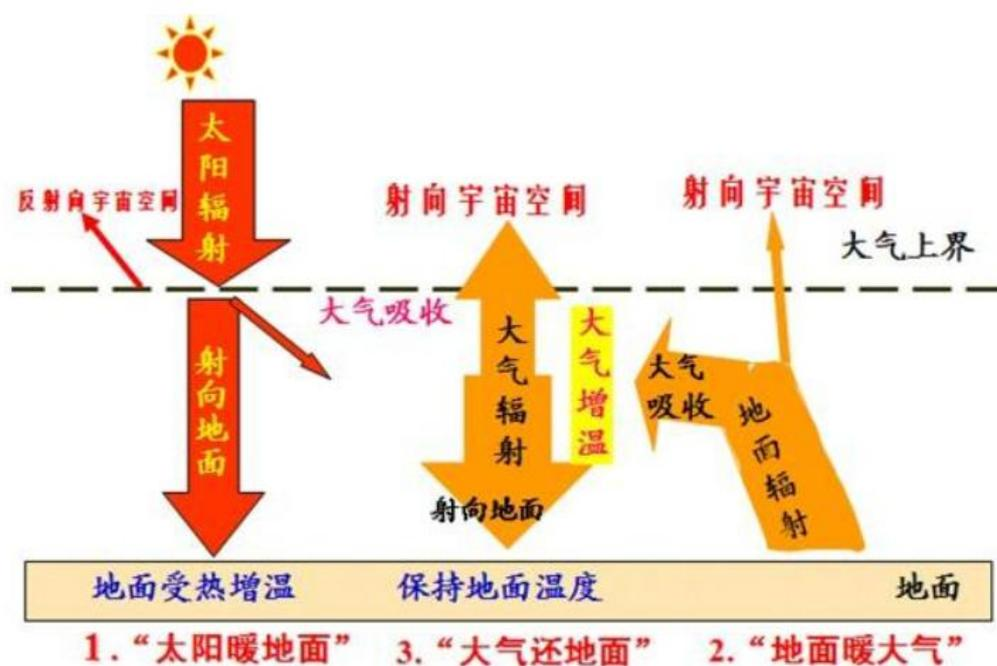 太阳辐射
反射向宇宙空间
射向宇宙空间
射向宇宙空间
大气上界
大气吸收
射向地面
大气辐射
大气增温
大气
吸收
地面辐射
射向地面
地面受热增温
保持地面温度
地面
1.“太阳暖地面”
3.“大气还地面”
2.“地面暖大气”